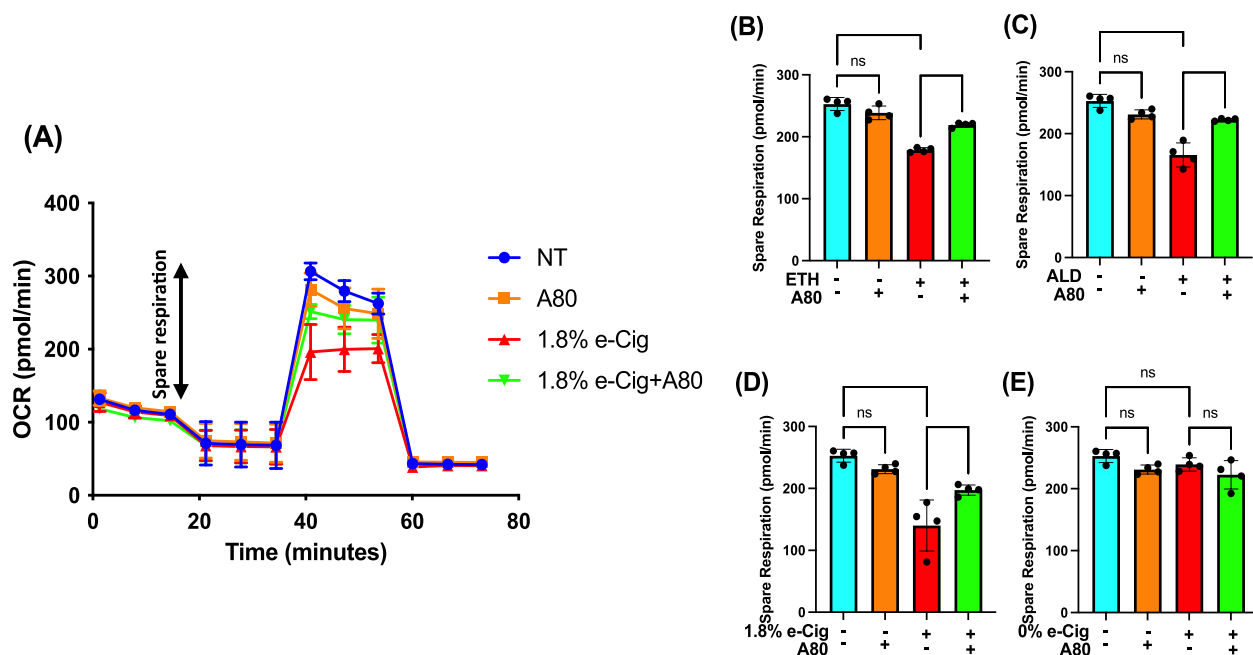 (A)
400
300
200
100
0
OCR (pmol/min)
Spare respiration
0 20 40 60 80
Time (minutes)
NT
A80
1.8% e-Cig
1.8% e-Cig+A80
(B)
ns
300
200
100
0
Spare Respiration (pmol/min)
ETH - - + +
A80 - + - +
(C)
ns
300
200
100
0
Spare Respiration (pmol/min)
ALD - - + +
A80 - + - +
(D)
ns
300
200
100
0
Spare Respiration (pmol/min)
1.8% e-Cig - - + +
A80 - + - +
(E)
ns
ns
ns
300
200
100
0
Spare Respiration (pmol/min)
0% e-Cig - - + +
A80 - + - +